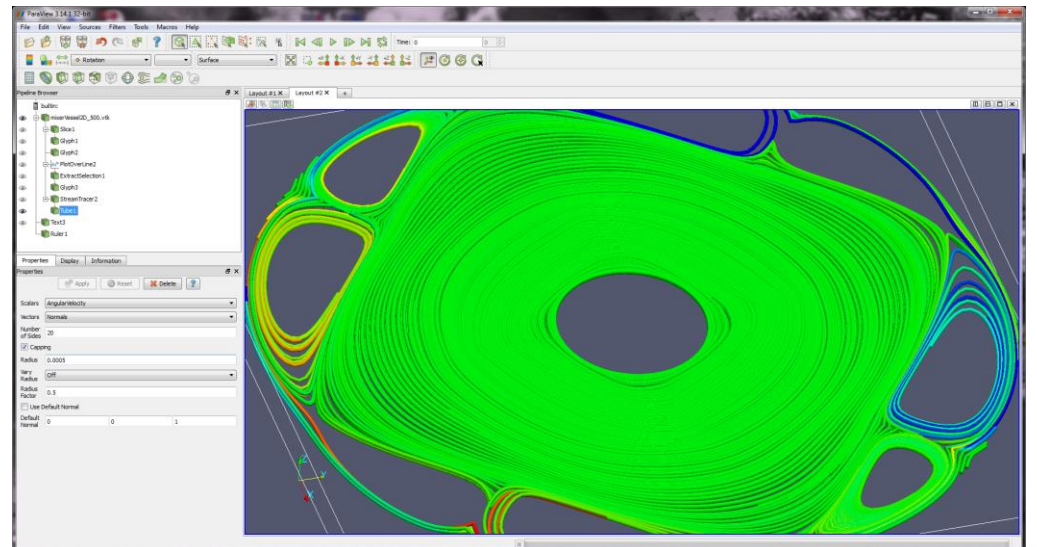 ParaView 3.14.1 32-bit
File Edit View Sources Filters Tools Macros Help
Time: 0 0
Rotation Surface
Pipeline Browser
Layout #1 Layout #2
builtin:
mixerVessel2D_500.vtk
Slice1
Glyph1
Glyph2
PlotOverLine2
ExtractSelection1
Glyph3
StreamTracer2
Tube1
Text3
Ruler1
Properties Display Information
Properties
Apply Reset Delete ?
Scalars AngularVelocity
Vectors Normals
Number of Sides 20
Capping
Radius 0.0005
Vary Radius Off
Radius Factor 0.5
Use Default Normal
Default Normal 0 0 1
Z
Y
X